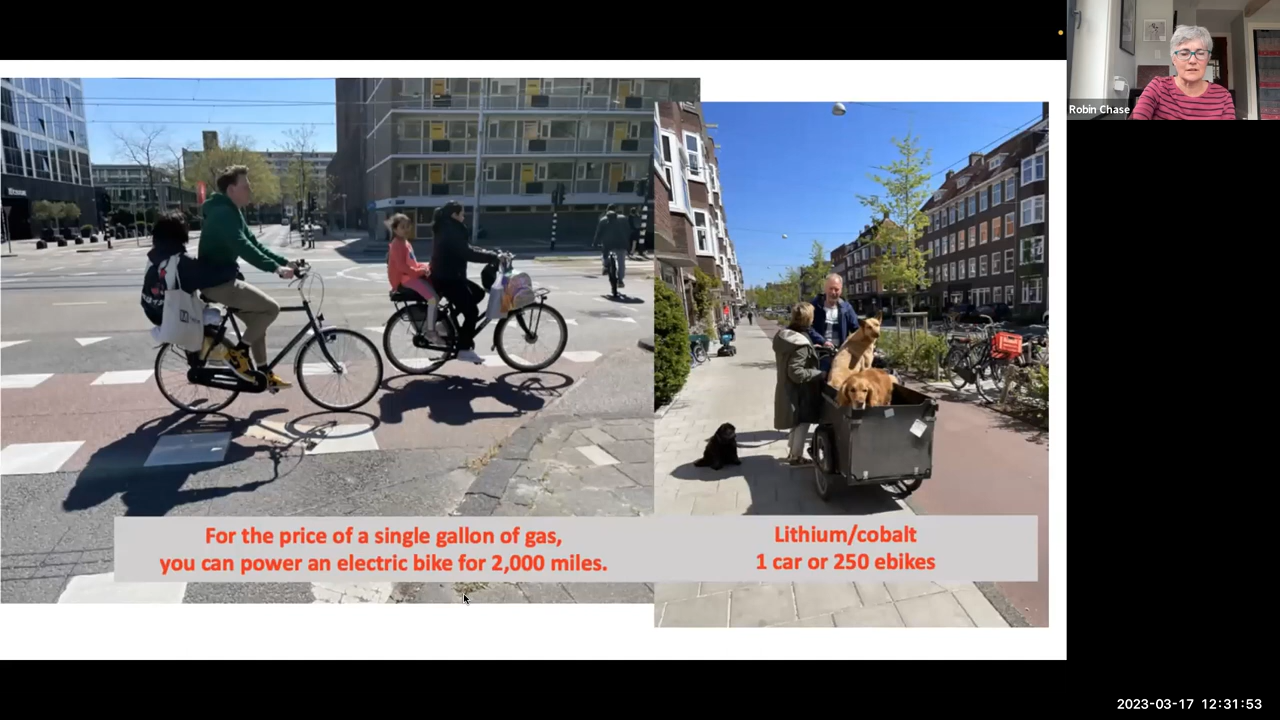 Robin Chase
For the price of a single gallon of gas,
you can power an electric bike for 2,000 miles.
Lithium/cobalt
1 car or 250 ebikes
2023-03-17 12:31:53